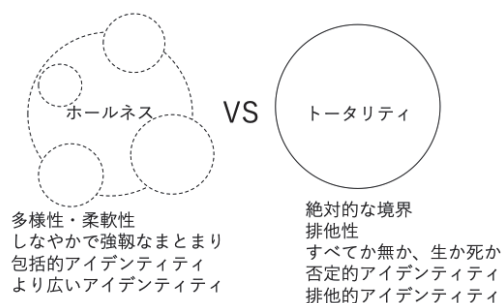 ホールネス
VS
トータリティ
多様性・柔軟性
しなやかで強靱なまとまり
包括的アイデンティティ
より広いアイデンティティ
絶対的な境界
排他性
すべてか無か、生か死か
否定的アイデンティティ
排他的アイデンティティ